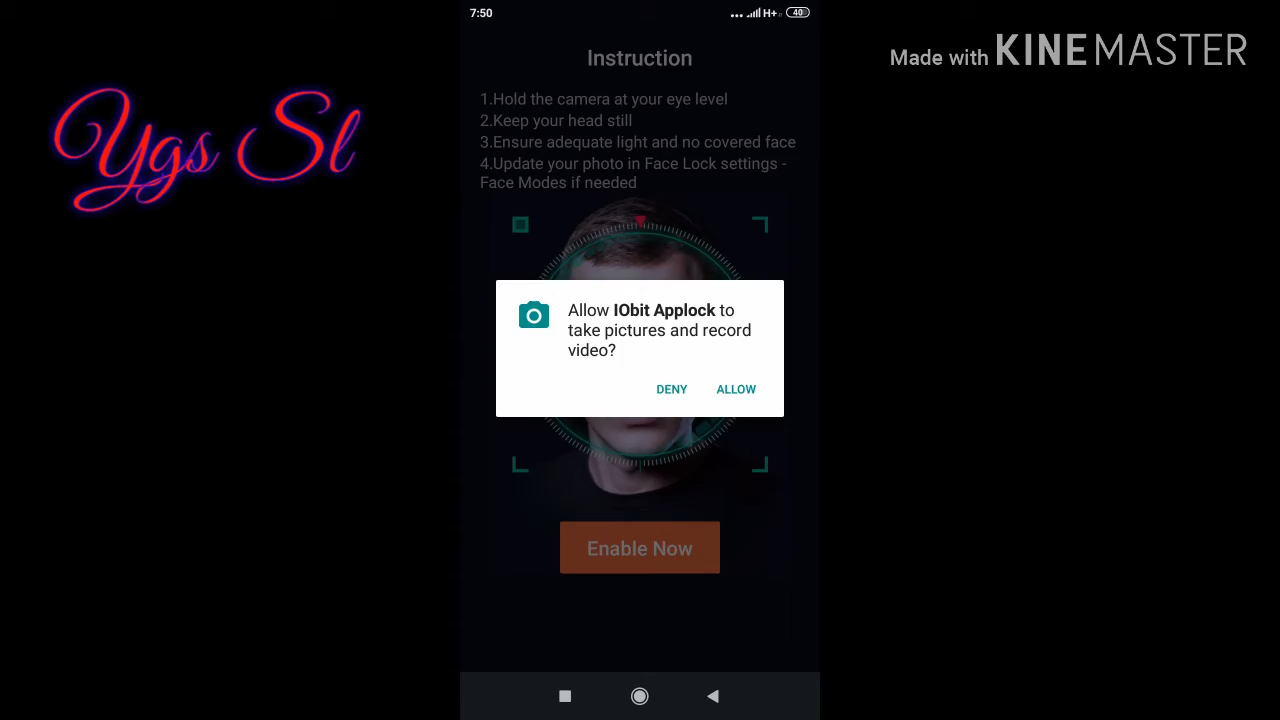 7:50
H+
40
Made with KINEMASTER
Ygs Sl
Instruction
1.Hold the camera at your eye level
2.Keep your head still
3.Ensure adequate light and no covered face
4.Update your photo in Face Lock settings -
Face Modes if needed
Allow IObit Applock to
take pictures and record
video?
DENY ALLOW
Enable Now